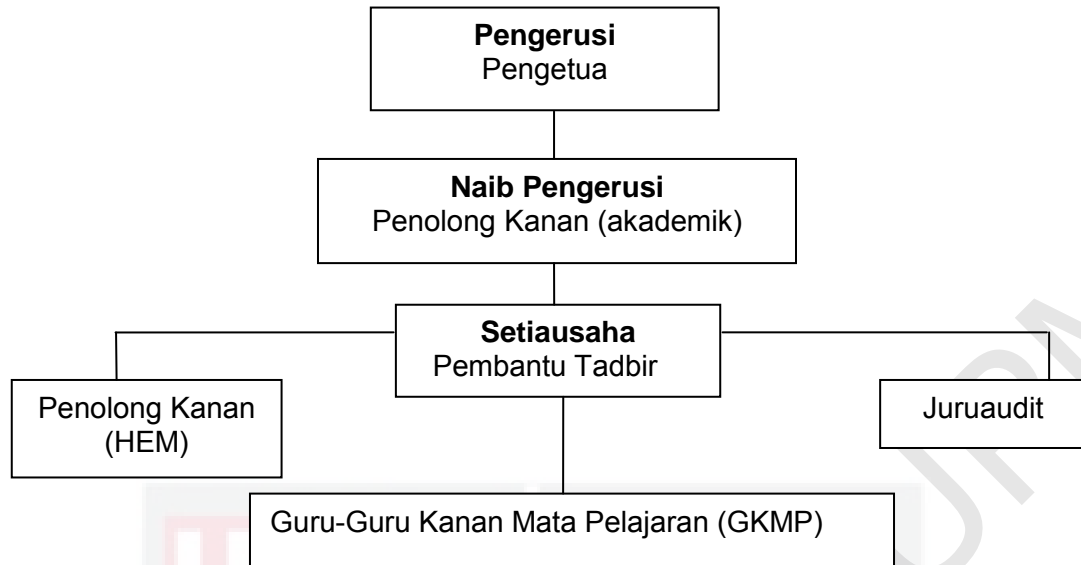 Pengerusi
Pengetua
Naib Pengerusi
Penolong Kanan (akademik)
Setiausaha
Pembantu Tadbir
Penolong Kanan
(HEM)
Juruaudit
Guru-Guru Kanan Mata Pelajaran (GKMP)
UPM